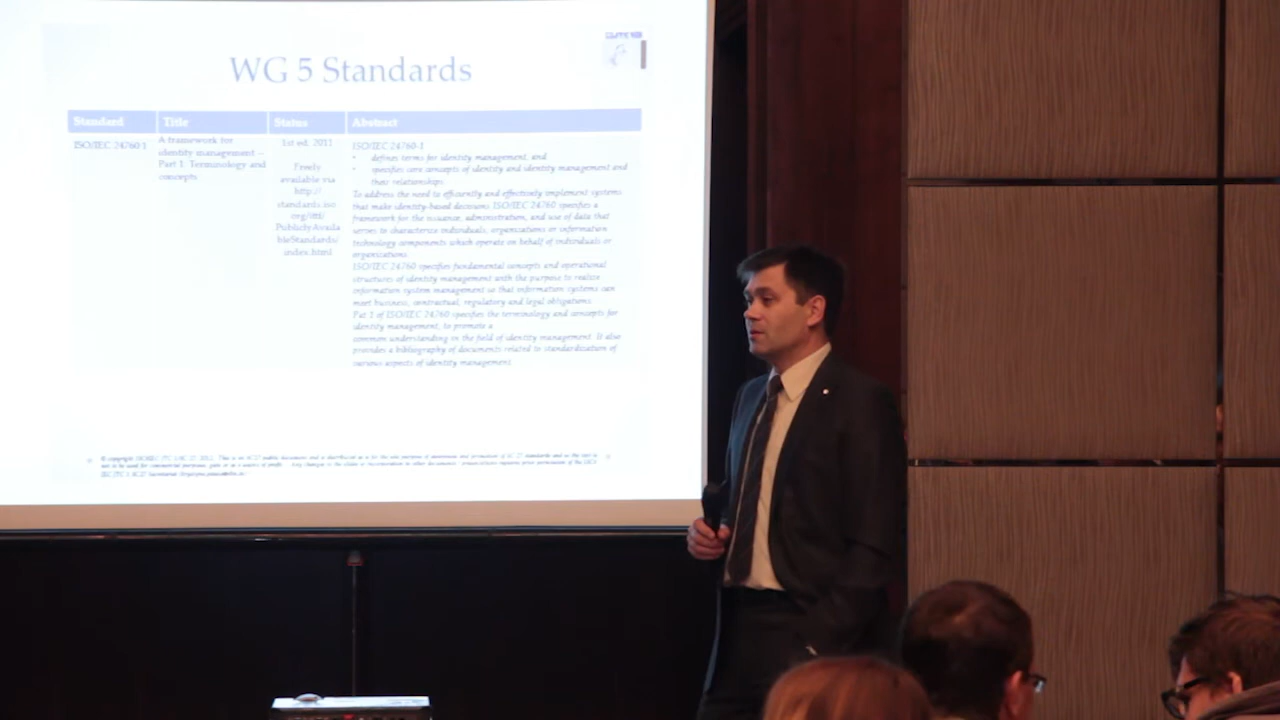 WG 5 Standards
Standard Title Status Abstract
ISO/IEC 24760-1
A framework for
identity management –
Part 1: Terminology and
concepts
1st ed. 2011
Freely
available via
http://
standards.iso
.org/ittf/
PubliclyAvaila
bleStandards/
index.html
ISO/IEC 24760-1
• defines terms for identity management, and
• specifies core concepts of identity and identity management and
their relationships.
To address the need to efficiently and effectively implement systems
that make identity-based decisions ISO/IEC 24760 specifies a
framework for the issuance, administration, and use of data that
serves to characterize individuals, organizations or information
technology components which operate on behalf of individuals or
organizations.
ISO/IEC 24760 specifies fundamental concepts and operational
structures of identity management with the purpose to realize
information system management so that information systems can
meet business, contractual, regulatory and legal obligations.
Pat 1 of ISO/IEC 24760 specifies the terminology and concepts for
identity management, to promote a
common understanding in the field of identity management. It also
provides a bibliography of documents related to standardization of
various aspects of identity management.